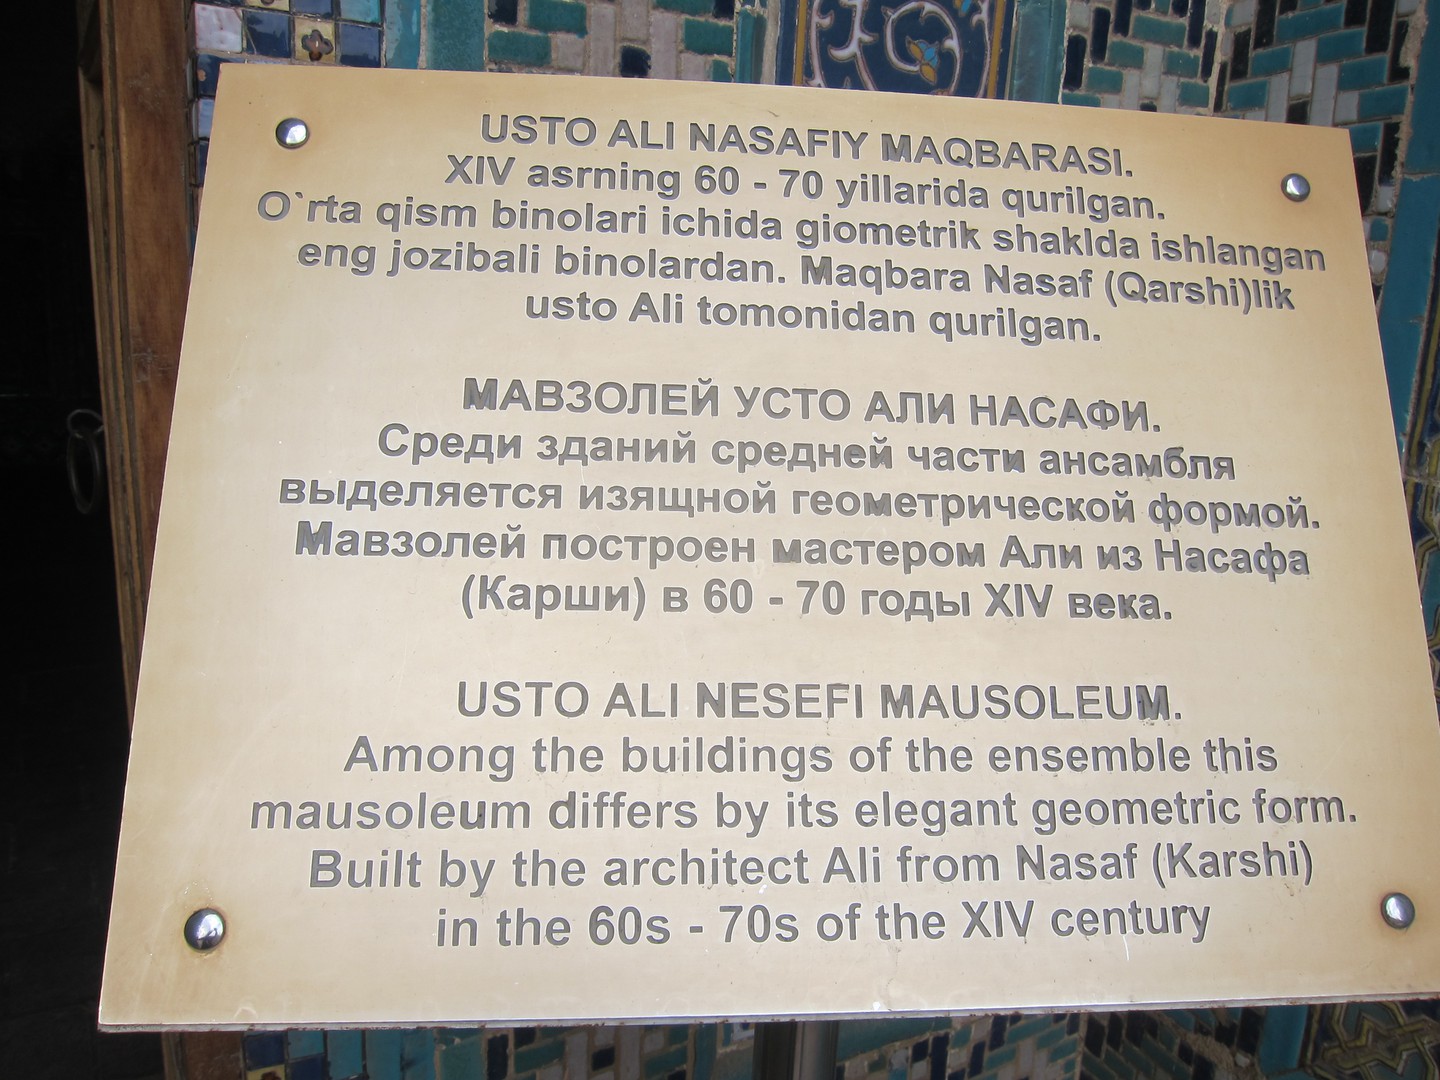 USTO ALI NASAFIY MAQBARASI.
XIV asrning 60 - 70 yillarida qurilgan.
O`rta qism binolari ichida giometrik shaklda ishlangan
eng jozibali binolardan. Maqbara Nasaf (Qarshi)lik
usto Ali tomonidan qurilgan.
МАВЗОЛЕЙ УСТО АЛИ НАСАФИ.
Среди зданий средней части ансамбля
выделяется изящной геометрической формой.
Мавзолей построен мастером Али из Насафа
(Карши) в 60 - 70 годы XIV века.
USTO ALI NESEFI MAUSOLEUM.
Among the buildings of the ensemble this
mausoleum differs by its elegant geometric form.
Built by the architect Ali from Nasaf (Karshi)
in the 60s - 70s of the XIV century